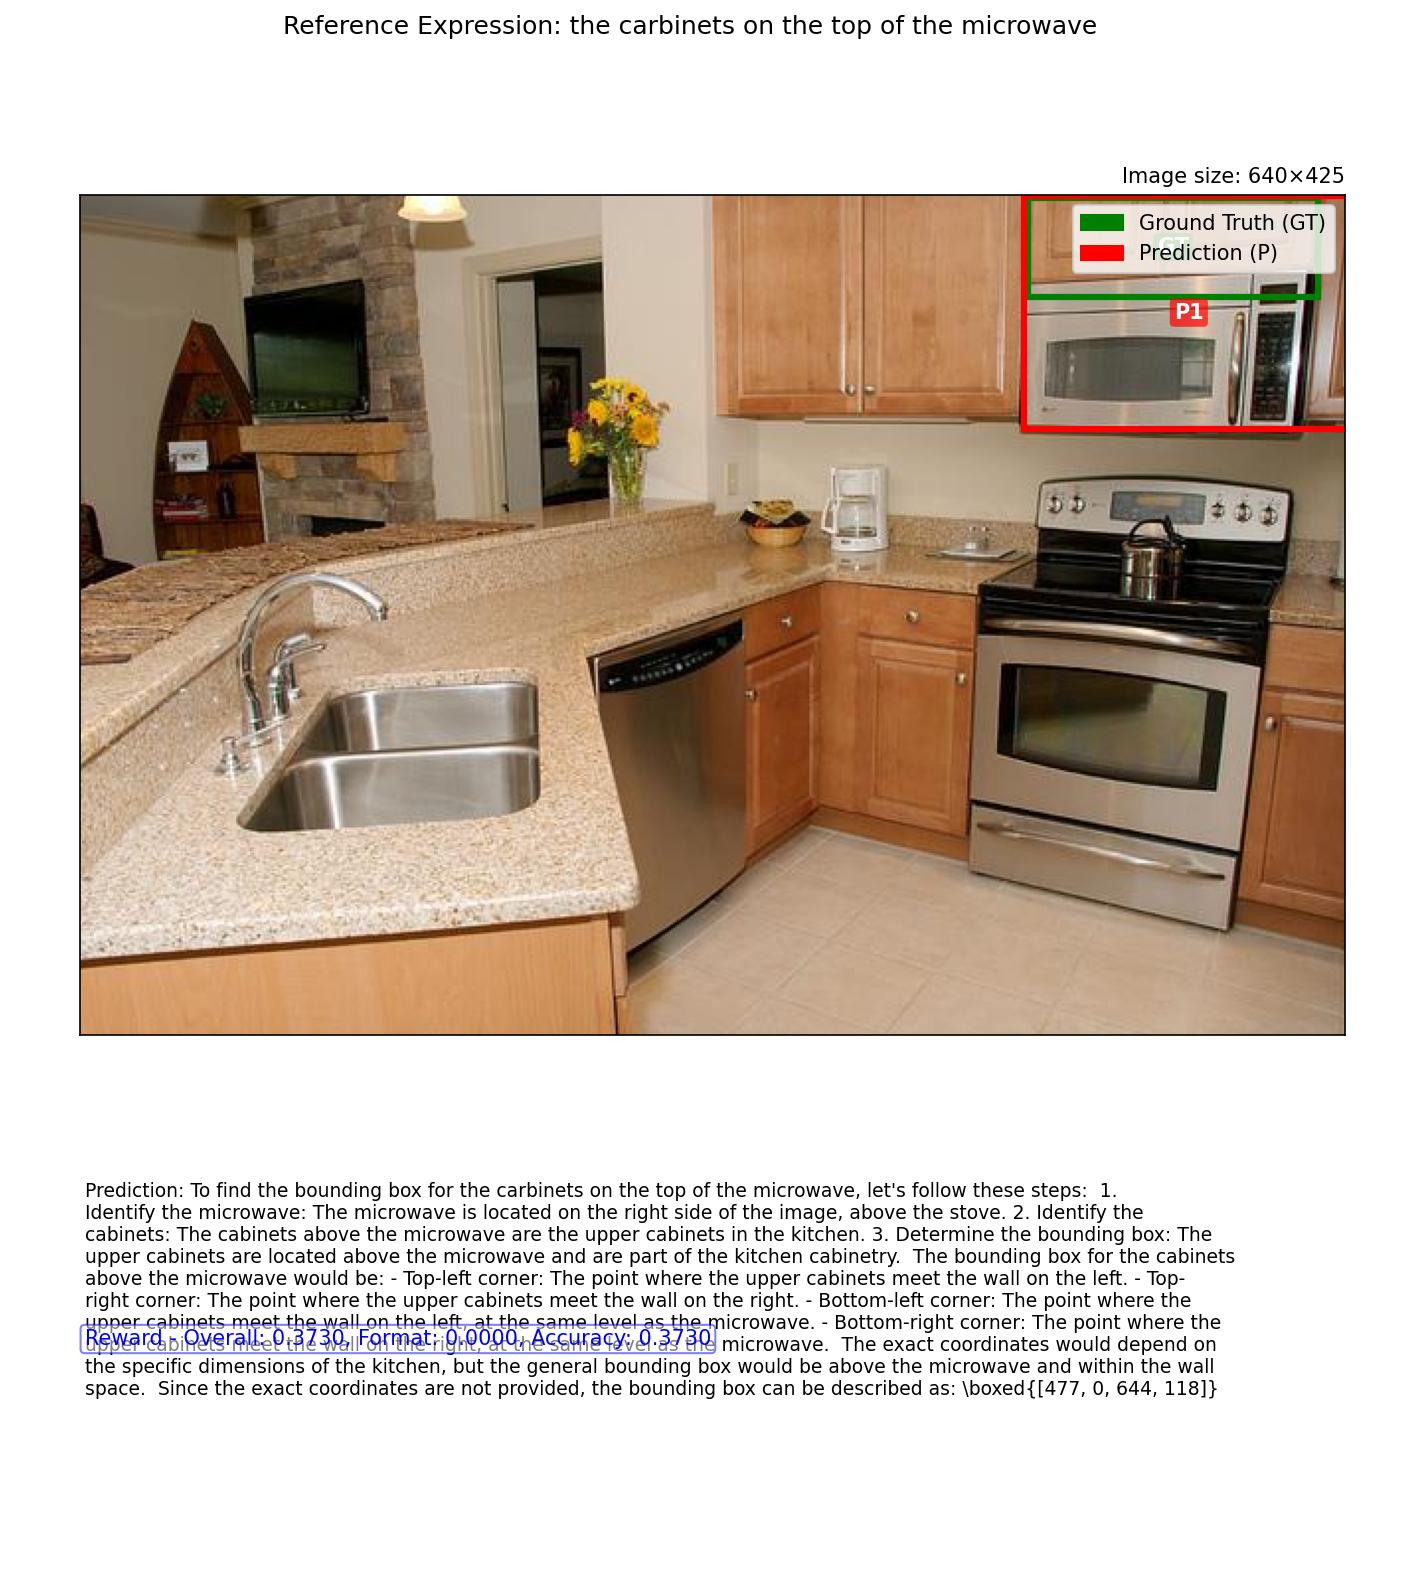 Reference Expression: the carbinets on the top of the microwave
Image size: 640×425
Ground Truth (GT)
Prediction (P)
GT
P1
Prediction: To find the bounding box for the carbinets on the top of the microwave, let's follow these steps:  1.
Identify the microwave: The microwave is located on the right side of the image, above the stove. 2. Identify the
cabinets: The cabinets above the microwave are the upper cabinets in the kitchen. 3. Determine the bounding box: The
upper cabinets are located above the microwave and are part of the kitchen cabinetry.  The bounding box for the cabinets
above the microwave would be: - Top-left corner: The point where the upper cabinets meet the wall on the left. - Top-
right corner: The point where the upper cabinets meet the wall on the right. - Bottom-left corner: The point where the
upper cabinets meet the wall on the left, at the same level as the microwave. - Bottom-right corner: The point where the
Reward - Overall: 0.3730, Format: 0.0000, Accuracy: 0.3730
upper cabinets meet the wall on the right, at the same level as the microwave.  The exact coordinates would depend on
the specific dimensions of the kitchen, but the general bounding box would be above the microwave and within the wall
space.  Since the exact coordinates are not provided, the bounding box can be described as: \boxed{[477, 0, 644, 118]}